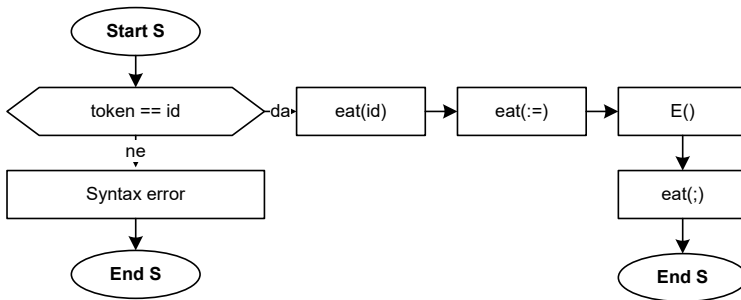 Start S
token == id
da
eat(id)
eat(:=)
E()
ne
Syntax error
eat(;)
End S
End S